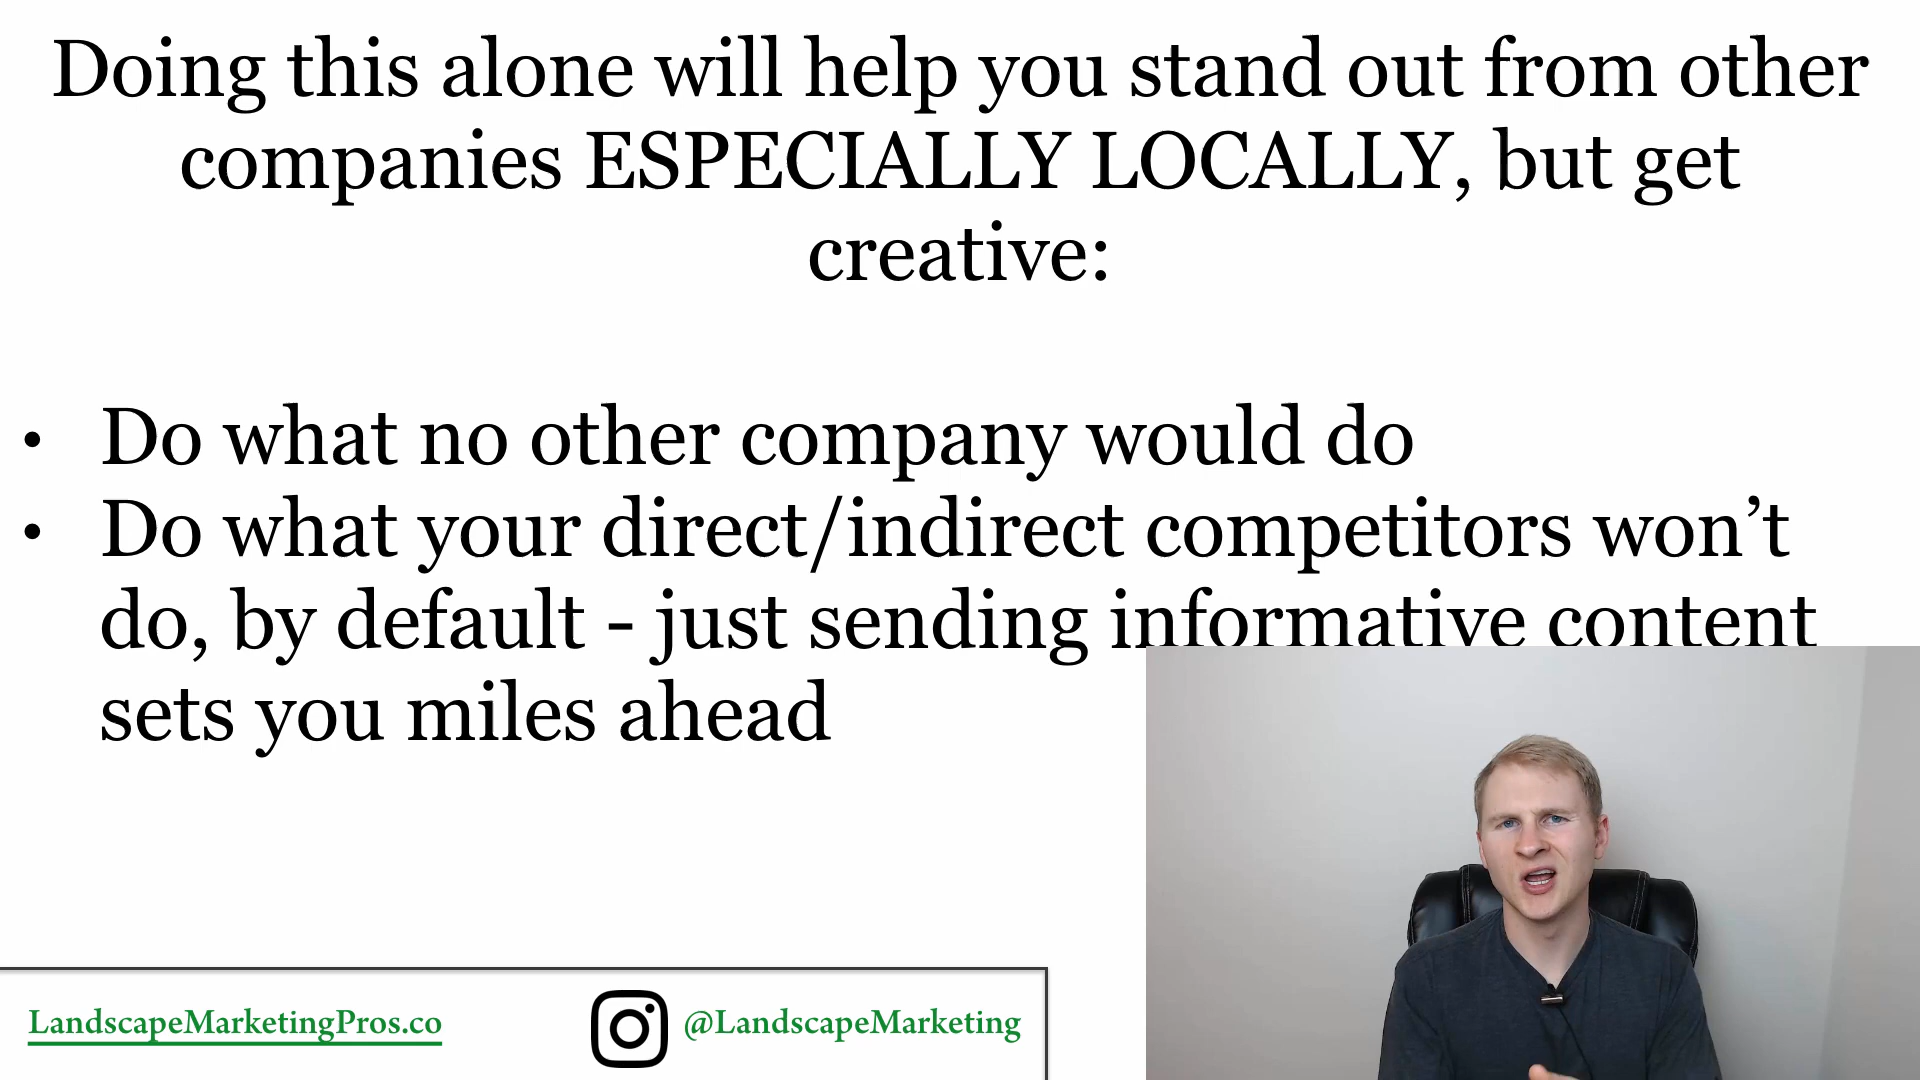 Doing this alone will help you stand out from other
companies ESPECIALLY LOCALLY, but get
creative:
• Do what no other company would do
• Do what your direct/indirect competitors won’t
do, by default - just sending informative content
sets you miles ahead
LandscapeMarketingPros.co
@LandscapeMarketing